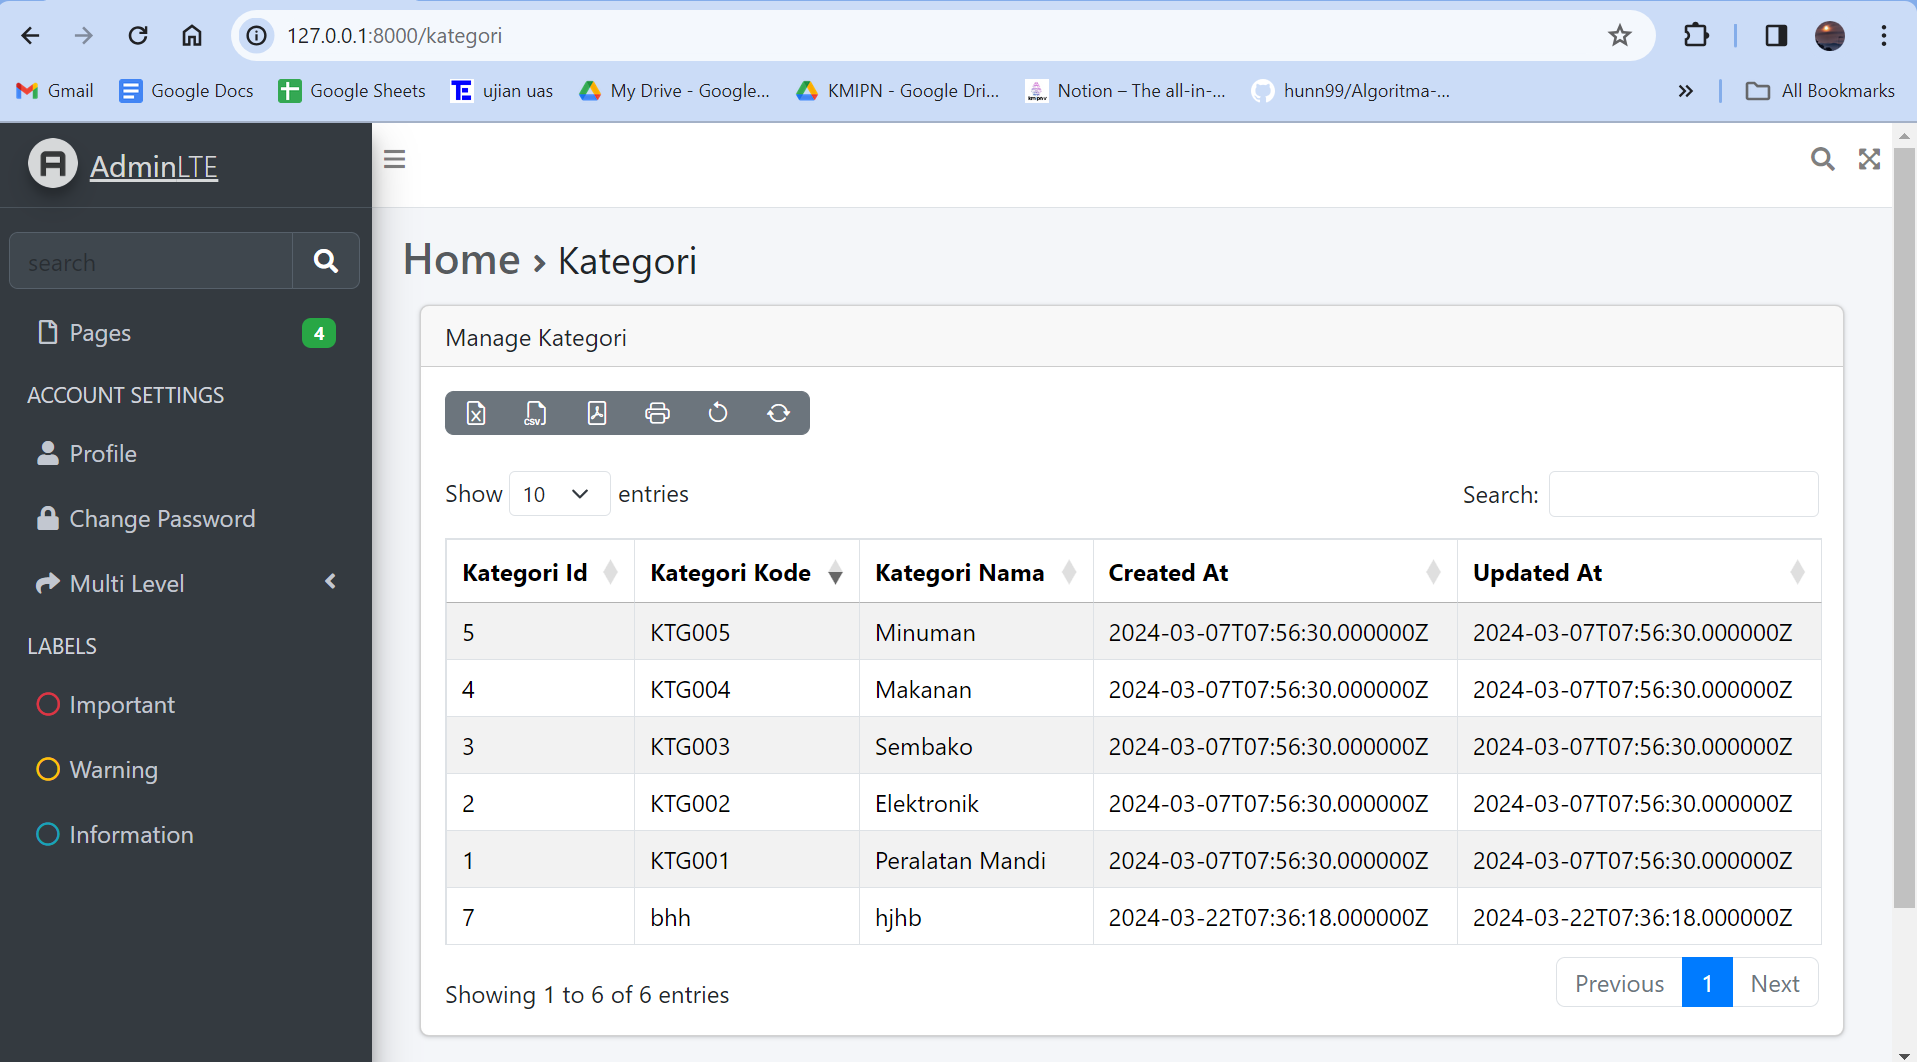 127.0.0.1:8000/kategori
Gmail Google Docs Google Sheets TE ujian uas My Drive - Google... KMIPN - Google Dri... Notion – The all-in-... hunn99/Algoritma-... » All Bookmarks
AdminLTE
search
Pages 4
ACCOUNT SETTINGS
Profile
Change Password
Multi Level
LABELS
Important
Warning
Information
Home › Kategori
Manage Kategori
Show 10 entries Search:
Kategori Id Kategori Kode Kategori Nama Created At Updated At
5 KTG005 Minuman 2024-03-07T07:56:30.000000Z 2024-03-07T07:56:30.000000Z
4 KTG004 Makanan 2024-03-07T07:56:30.000000Z 2024-03-07T07:56:30.000000Z
3 KTG003 Sembako 2024-03-07T07:56:30.000000Z 2024-03-07T07:56:30.000000Z
2 KTG002 Elektronik 2024-03-07T07:56:30.000000Z 2024-03-07T07:56:30.000000Z
1 KTG001 Peralatan Mandi 2024-03-07T07:56:30.000000Z 2024-03-07T07:56:30.000000Z
7 bhh hjhb 2024-03-22T07:36:18.000000Z 2024-03-22T07:36:18.000000Z
Showing 1 to 6 of 6 entries
Previous 1 Next